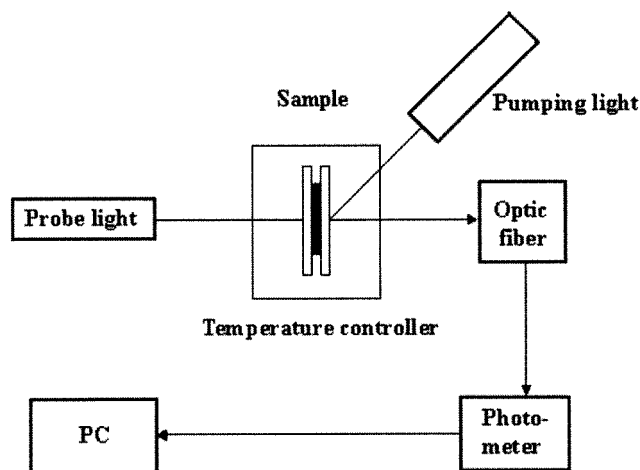 Sample
Pumping light
Probe light
Optic
fiber
Temperature controller
PC
Photo-
meter